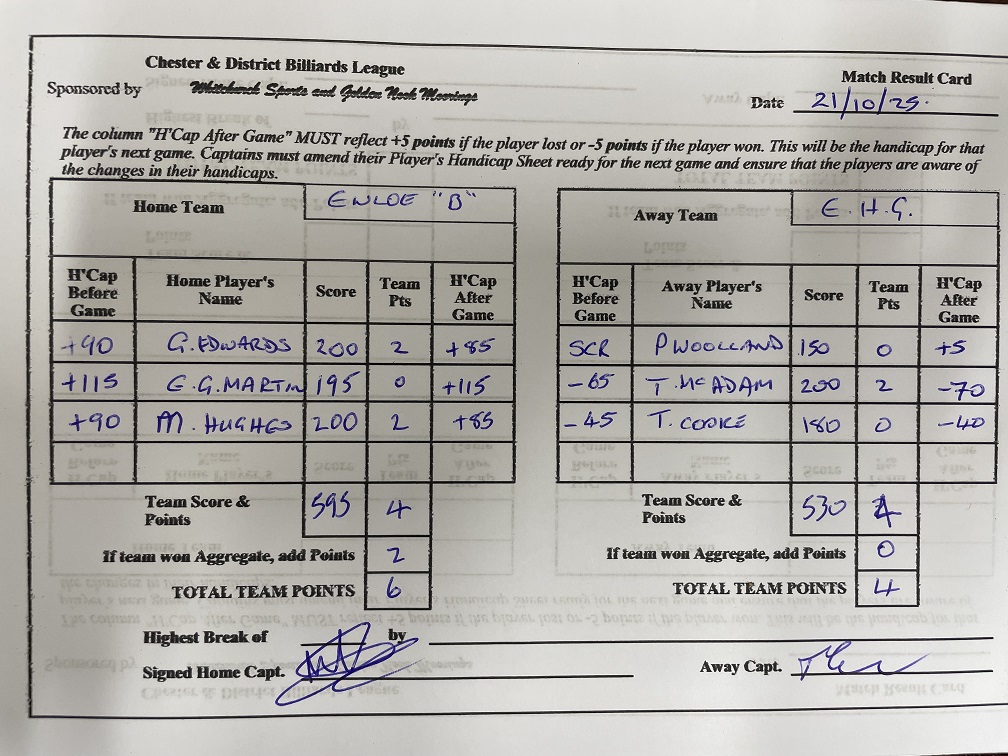 Chester & District Billiards League
Match Result Card
Sponsored by Whitchurch Sports and Golden Nook Moorings
Date 21/10/25.
The column "H'Cap After Game" MUST reflect +5 points if the player lost or -5 points if the player won. This will be the handicap for that
player's next game. Captains must amend their Player's Handicap Sheet ready for the next game and ensure that the players are aware of
the changes in their handicaps.
Home Team ENLOE "B"
H'Cap Before Game Home Player's Name Score Team Pts H'Cap After Game
+90 G. EDWARDS 200 2 +85
+115 E.G. MARTIN 195 0 +115
+90 M. HUGHES 200 2 +85
Team Score & Points 595 4
If team won Aggregate, add Points 2
TOTAL TEAM POINTS 6
Away Team E.H.G.
H'Cap Before Game Away Player's Name Score Team Pts H'Cap After Game
SCR P WOOLLAND 150 0 +5
-65 T. McADAM 200 2 -70
-45 T. COOKE 180 0 -40
Team Score & Points 530
If team won Aggregate, add Points 0
TOTAL TEAM POINTS 4
Highest Break of by
Signed Home Capt.
Away Capt.